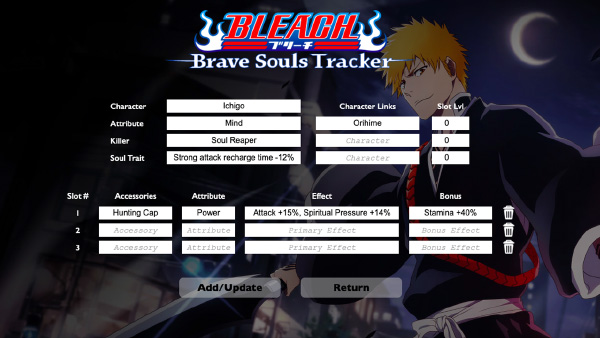 BLEACH
ブリーチ
Brave Souls Tracker
Character Ichigo Character Links Slot Lvl
Attribute Mind Orihime 0
Killer Soul Reaper Character 0
Soul Trait Strong attack recharge time -12% Character 0
Slot # Accessories Attribute Effect Bonus
1 Hunting Cap Power Attack +15%, Spiritual Pressure +14% Stamina +40%
2 Accessory Attribute Primary Effect Bonus Effect
3 Accessory Attribute Primary Effect Bonus Effect
Add/Update Return